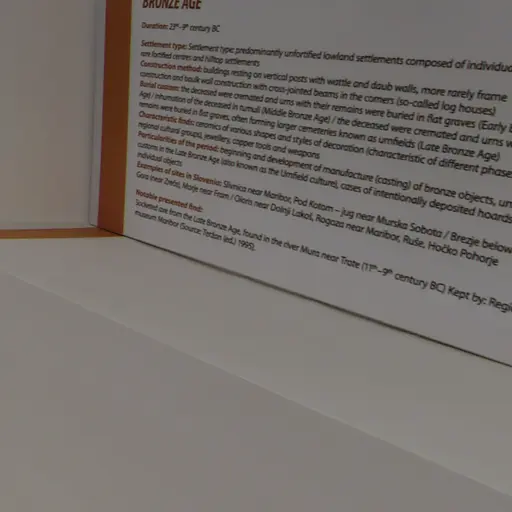 BRONZE AGE
Duration: 23rd–9th century BC
Settlement type: Settlement type: predominantly unfortified lowland settlements composed of individual
rare fortified centres and hilltop settlements
Construction method: buildings resting on vertical posts with wattle and daub walls, more rarely frame
construction and baulk wall construction with cross-jointed beams in the corners (so-called log houses)
Burial custom: the deceased were cremated and urns with their remains were buried in flat graves (Early
Age) / inhumation of the deceased in tumuli (Middle Bronze Age) / the deceased were cremated and urns
remains were buried in flat graves, often forming larger cemeteries known as urnfields (Late Bronze Age)
Characteristic finds: ceramics of various shapes and styles of decoration (characteristic of different phases
regional cultural groups), jewellery, copper tools and weapons
Particularities of the period: beginning and development of manufacture (casting) of bronze objects,
customs in the Late Bronze Age (also known as the Urnfield culture), cases of intentionally deposited hoards
individual objects
Examples of sites in Slovenia: Slivnica near Maribor, Pod Kotom – jug near Murska Sobota / Brezje below
Gora (near Zreče), Morje near Fram / Oloris near Dolnji Lakoš, Rogoza near Maribor, Ruše, Hočko Pohorje
Notable presented find:
Socketed axe from the Late Bronze Age, found in the river Mura near Trate (11th–9th century BC) Kept by:
museum Maribor (Source: Teržan (ed.) 1995).